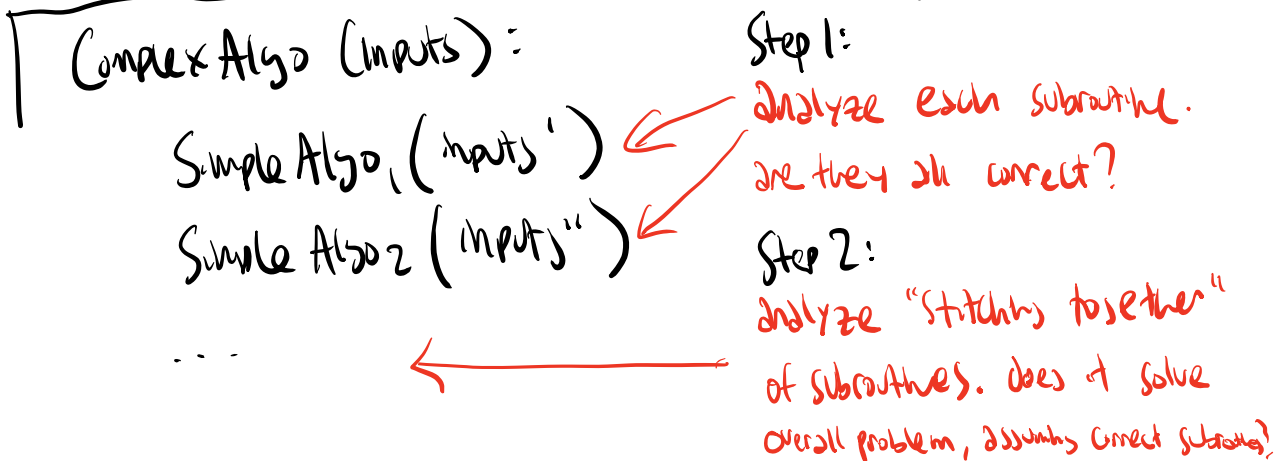 ComplexAlgo (inputs):
SimpleAlgo₁(inputs')
SimpleAlgo₂(inputs'')
...
Step 1:
analyze each subroutine.
are they all correct?
Step 2:
analyze "stitching together"
of subroutines. does it solve
overall problem, assuming correct subroutines?